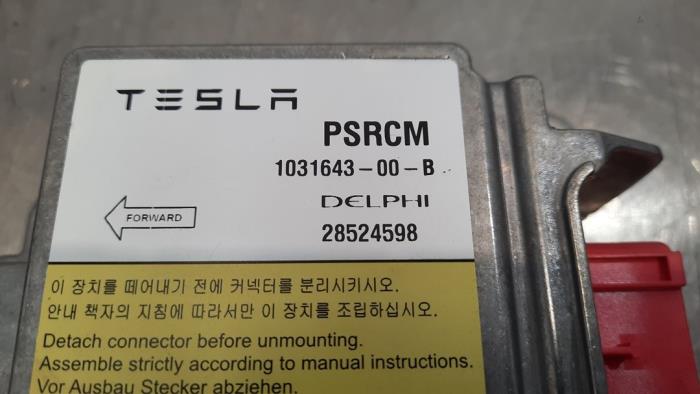 TESLA
PSRCM
1031643-00-B
DELPHI
FORWARD
28524598
이 장치를 떼어내기 전에 커넥터를 분리시키시오.
안내 책자의 지침에 따라서만 이 장치를 조립하십시오.
Detach connector before unmounting.
Assemble strictly according to manual instructions.
Vor Ausbau Stecker abziehen.